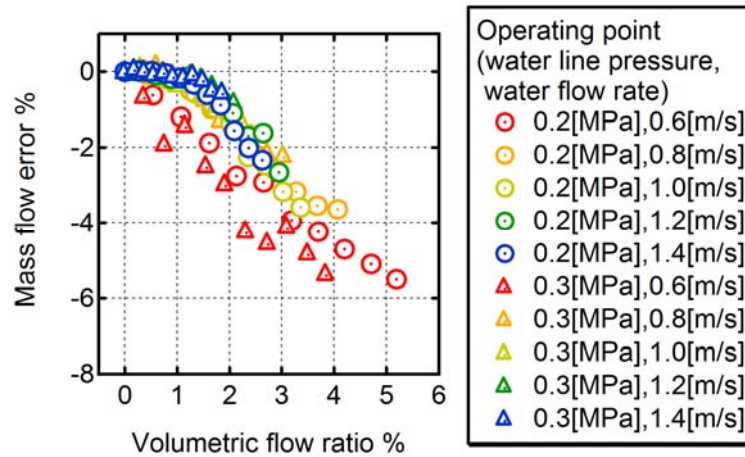 Mass flow error %
0
-2
-4
-6
-8
0 1 2 3 4 5 6
Volumetric flow ratio %
Operating point
(water line pressure,
water flow rate)
0.2[MPa],0.6[m/s]
0.2[MPa],0.8[m/s]
0.2[MPa],1.0[m/s]
0.2[MPa],1.2[m/s]
0.2[MPa],1.4[m/s]
0.3[MPa],0.6[m/s]
0.3[MPa],0.8[m/s]
0.3[MPa],1.0[m/s]
0.3[MPa],1.2[m/s]
0.3[MPa],1.4[m/s]